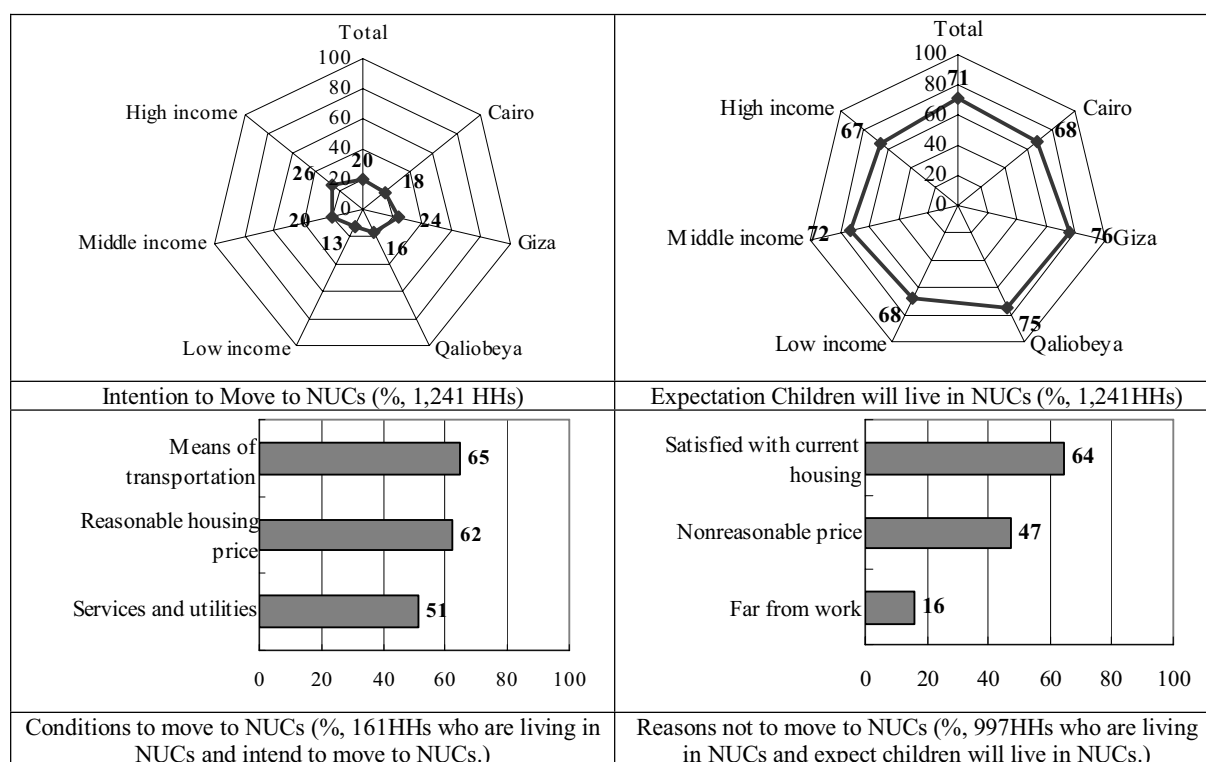 Total
100
80
60
40
20
0
Cairo
Giza
Qaliobeya
Low income
Middle income
High income
20
18
24
16
13
20
26
Intention to Move to NUCs (%, 1,241 HHs)
Total
100
80
60
40
20
0
Cairo
Giza
Qaliobeya
Low income
Middle income
High income
71
68
76
75
68
72
67
Expectation Children will live in NUCs (%, 1,241HHs)
Means of
transportation
65
Reasonable housing
price
62
Services and utilities
51
0 20 40 60 80 100
Conditions to move to NUCs (%, 161HHs who are living in
NUCs and intend to move to NUCs.)
Satisfied with current
housing
64
Nonreasonable price
47
Far from work
16
0 20 40 60 80 100
Reasons not to move to NUCs (%, 997HHs who are living
in NUCs and expect children will live in NUCs.)